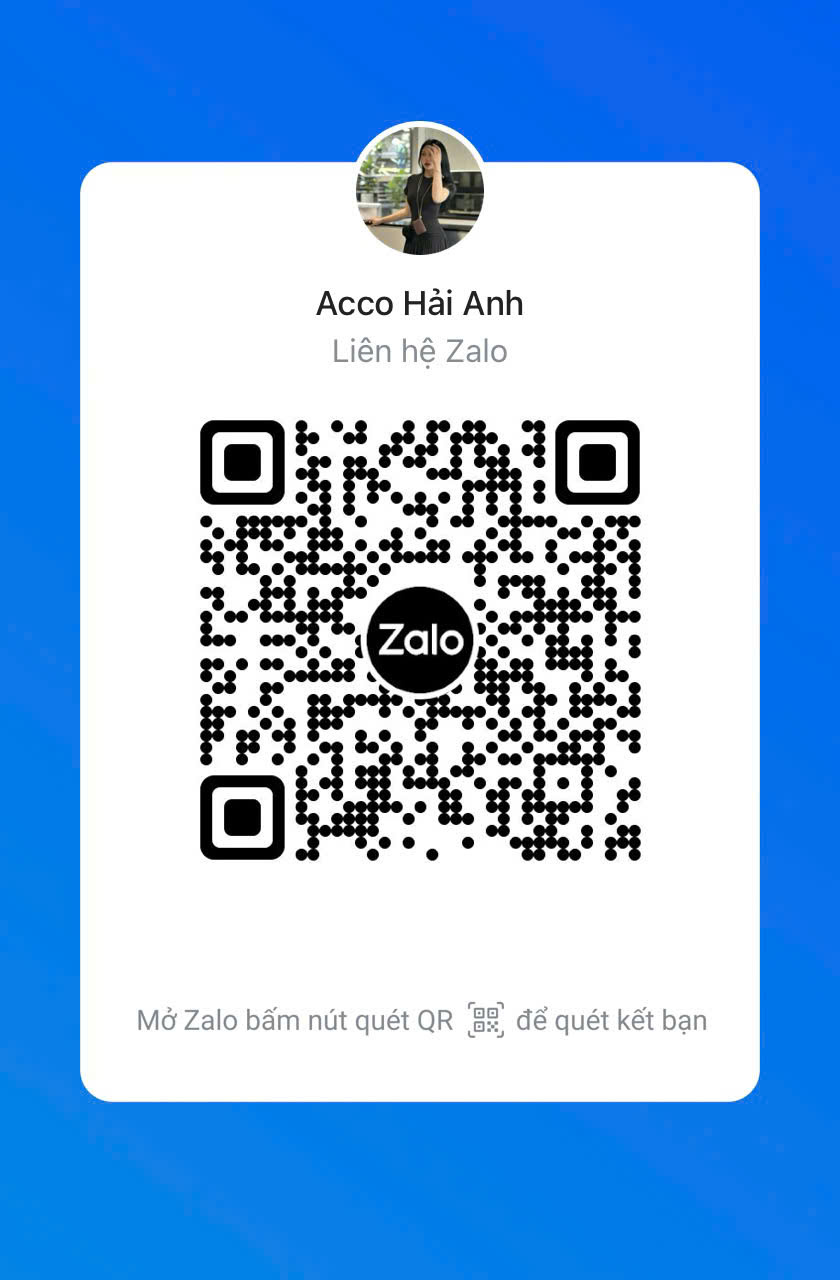 Acco Hải Anh
Liên hệ Zalo
Zalo
Mở Zalo bấm nút quét QR để quét kết bạn